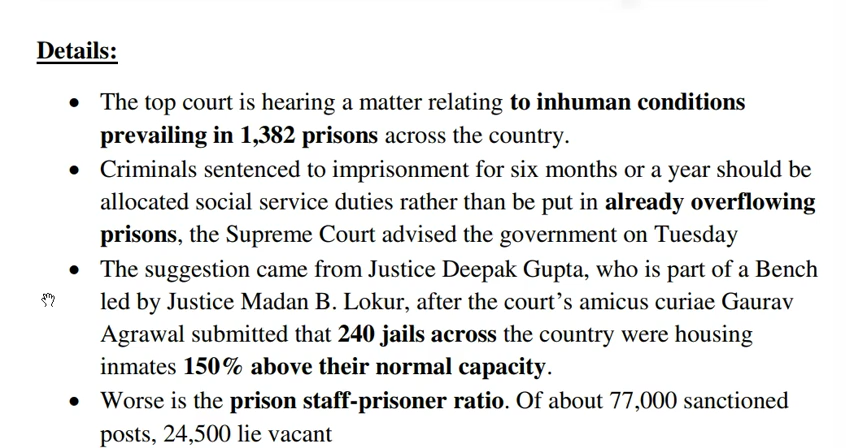 Details:
• The top court is hearing a matter relating to inhuman conditions
prevailing in 1,382 prisons across the country.
• Criminals sentenced to imprisonment for six months or a year should be
allocated social service duties rather than be put in already overflowing
prisons, the Supreme Court advised the government on Tuesday
• The suggestion came from Justice Deepak Gupta, who is part of a Bench
led by Justice Madan B. Lokur, after the court’s amicus curiae Gaurav
Agrawal submitted that 240 jails across the country were housing
inmates 150% above their normal capacity.
• Worse is the prison staff-prisoner ratio. Of about 77,000 sanctioned
posts, 24,500 lie vacant